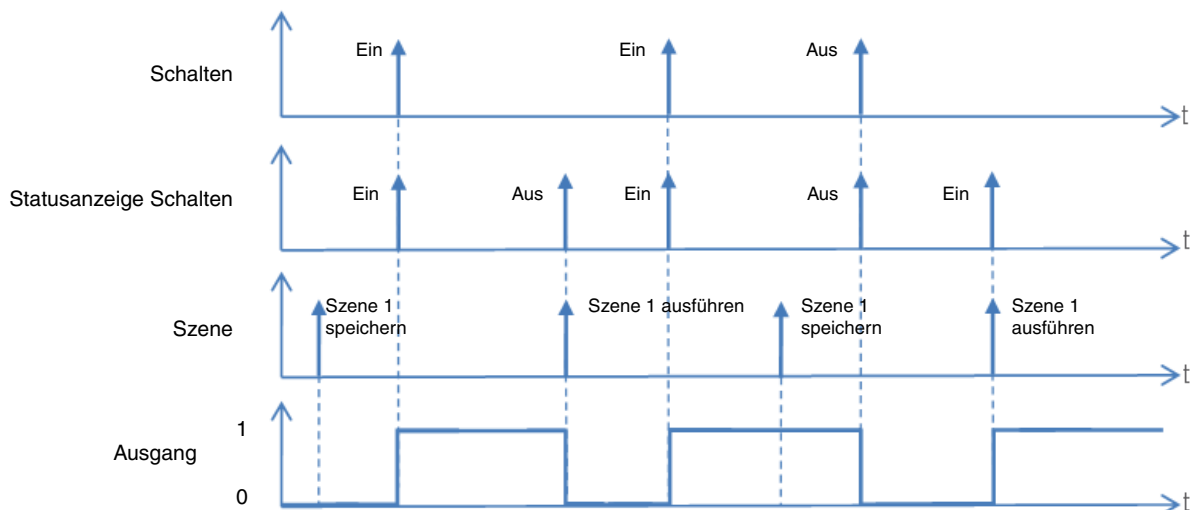 Schalten
Ein
Ein
Aus
t
Statusanzeige Schalten
Ein
Aus
Ein
Aus
Ein
t
Szene
Szene 1
speichern
Szene 1 ausführen
Szene 1
speichern
Szene 1
ausführen
t
Ausgang
1
0
t